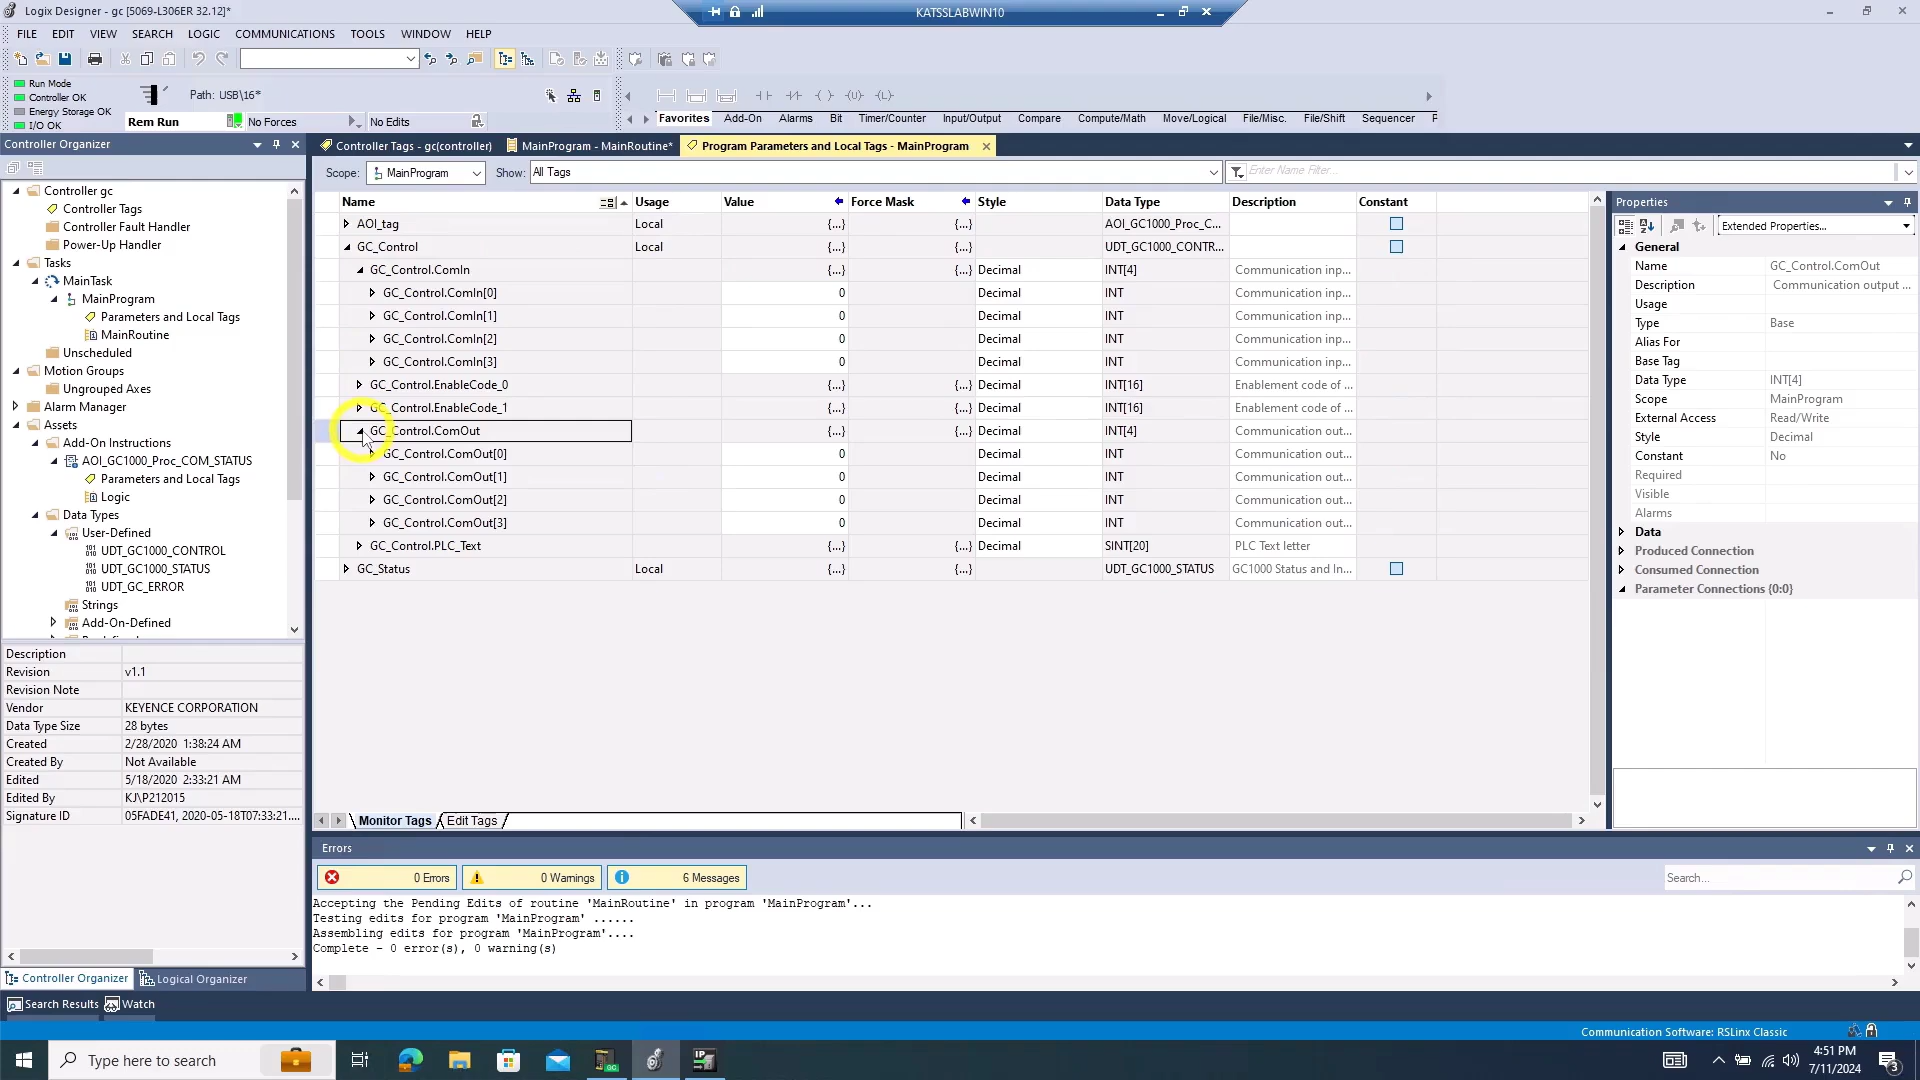 Logix Designer - gc [5069-L306ER 32.12]*
KATSSLABWIN10
FILE EDIT VIEW SEARCH LOGIC COMMUNICATIONS TOOLS WINDOW HELP
Run Mode
Controller OK
Energy Storage OK
I/O OK
Path: USB\16*
Rem Run No Forces No Edits
Favorites Add-On Alarms Bit Timer/Counter Input/Output Compare Compute/Math Move/Logical File/Misc. File/Shift Sequencer P
Controller Organizer
Controller Tags - gc(controller) MainProgram - MainRoutine* Program Parameters and Local Tags - MainProgram
Scope: MainProgram Show: All Tags Enter Name Filter...
Controller gc
Controller Tags
Controller Fault Handler
Power-Up Handler
Tasks
MainTask
MainProgram
Parameters and Local Tags
MainRoutine
Unscheduled
Motion Groups
Ungrouped Axes
Alarm Manager
Assets
Add-On Instructions
AOI_GC1000_Proc_COM_STATUS
Parameters and Local Tags
Logic
Data Types
User-Defined
UDT_GC1000_CONTROL
UDT_GC1000_STATUS
UDT_GC_ERROR
Strings
Add-On-Defined
Description
Revision v1.1
Revision Note
Vendor KEYENCE CORPORATION
Data Type Size 28 bytes
Created 2/28/2020 1:38:24 AM
Created By Not Available
Edited 5/18/2020 2:33:21 AM
Edited By KJ\P212015
Signature ID 05FADE41, 2020-05-18T07:33:21....
Controller Organizer Logical Organizer
Name Usage Value Force Mask Style Data Type Description Constant
AOI_tag Local {...} {...} AOI_GC1000_Proc_C...
GC_Control Local {...} {...} UDT_GC1000_CONTR...
GC_Control.ComIn {...} {...} Decimal INT[4] Communication inp...
GC_Control.ComIn[0] 0 Decimal INT Communication inp...
GC_Control.ComIn[1] 0 Decimal INT Communication inp...
GC_Control.ComIn[2] 0 Decimal INT Communication inp...
GC_Control.ComIn[3] 0 Decimal INT Communication inp...
GC_Control.EnableCode_0 {...} {...} Decimal INT[16] Enablement code of ...
GC_Control.EnableCode_1 {...} {...} Decimal INT[16] Enablement code of ...
GC_Control.ComOut {...} {...} Decimal INT[4] Communication out...
GC_Control.ComOut[0] 0 Decimal INT Communication out...
GC_Control.ComOut[1] 0 Decimal INT Communication out...
GC_Control.ComOut[2] 0 Decimal INT Communication out...
GC_Control.ComOut[3] 0 Decimal INT Communication out...
GC_Control.PLC_Text {...} {...} Decimal SINT[20] PLC Text letter
GC_Status Local {...} {...} UDT_GC1000_STATUS GC1000 Status and In...
Monitor Tags Edit Tags
Properties
Extended Properties...
General
Name GC_Control.ComOut
Description Communication output ...
Usage
Type Base
Alias For
Base Tag
Data Type INT[4]
Scope MainProgram
External Access Read/Write
Style Decimal
Constant No
Required
Visible
Alarms
Data
Produced Connection
Consumed Connection
Parameter Connections {0:0}
Errors
0 Errors 0 Warnings 6 Messages Search...
Accepting the Pending Edits of routine 'MainRoutine' in program 'MainProgram'...
Testing edits for program 'MainProgram' ......
Assembling edits for program 'MainProgram'....
Complete - 0 error(s), 0 warning(s)
Search Results Watch
Communication Software: RSLinx Classic
Type here to search
4:51 PM
7/11/2024
3